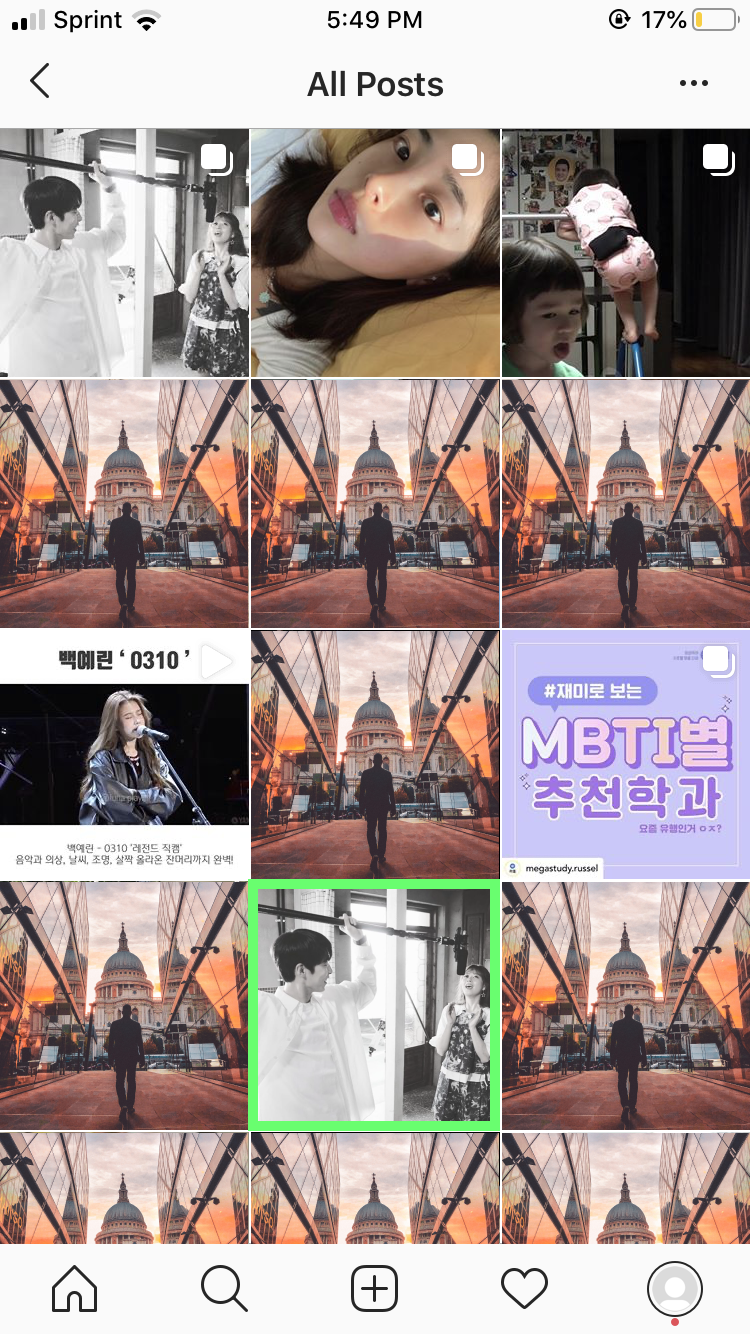 Sprint 5:49 PM 17%
All Posts
백예린 ‘ 0310 ’
백예린 - 0310 '레전드 직캠'
음악과 의상, 날씨, 조명, 살짝 올라온 잔머리까지 완벽!
#재미로 보는
MBTI별
추천학과
요즘 유행인거 ㅇㅈ?
megastudy.russel